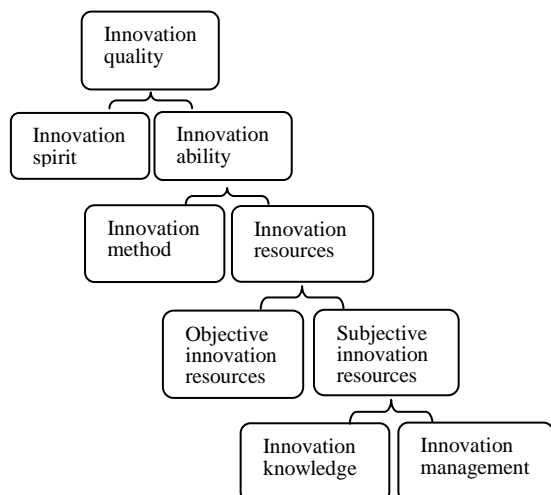 Innovation
quality
Innovation
spirit
Innovation
ability
Innovation
method
Innovation
resources
Objective
innovation
resources
Subjective
innovation
resources
Innovation
knowledge
Innovation
management